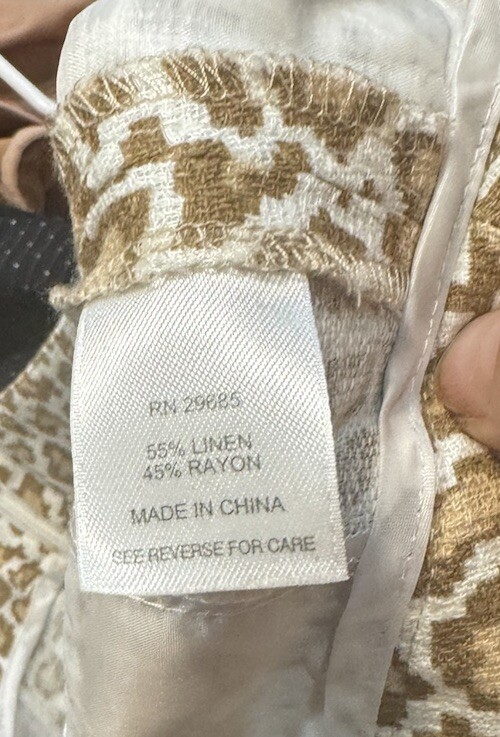 RN 29685
55% LINEN
45% RAYON
MADE IN CHINA
SEE REVERSE FOR CARE